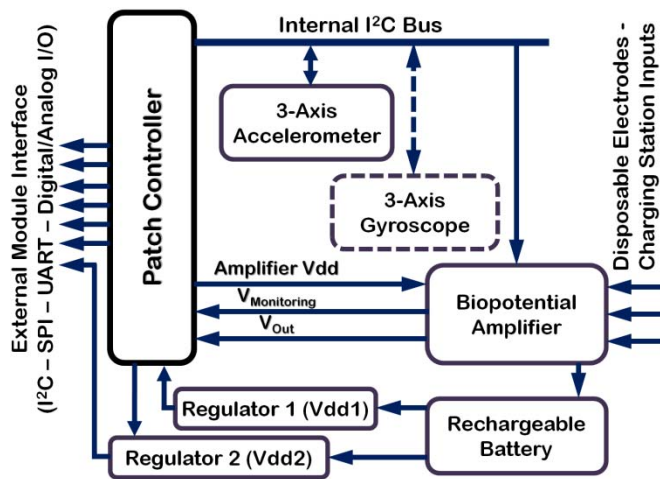 Internal I²C Bus
External Module Interface
(I²C – SPI – UART – Digital/Analog I/O)
Patch Controller
3-Axis
Accelerometer
3-Axis
Gyroscope
Disposable Electrodes -
Charging Station Inputs
Amplifier Vdd
VMonitoring
VOut
Biopotential
Amplifier
Regulator 1 (Vdd1)
Rechargeable
Battery
Regulator 2 (Vdd2)